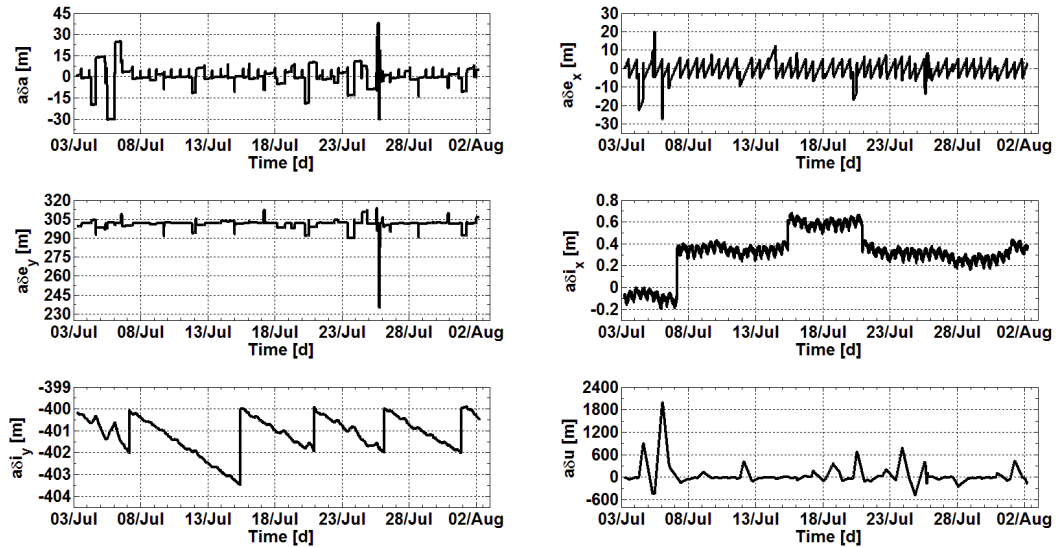 aδa [m]
45
30
15
0
-15
-30
03/Jul 08/Jul 13/Jul 18/Jul 23/Jul 28/Jul 02/Aug
Time [d]
aδe_x [m]
30
20
10
0
-10
-20
-30
03/Jul 08/Jul 13/Jul 18/Jul 23/Jul 28/Jul 02/Aug
Time [d]
aδe_y [m]
320
305
290
275
260
245
230
03/Jul 08/Jul 13/Jul 18/Jul 23/Jul 28/Jul 02/Aug
Time [d]
aδi_x [m]
0.8
0.6
0.4
0.2
0
-0.2
03/Jul 08/Jul 13/Jul 18/Jul 23/Jul 28/Jul 02/Aug
Time [d]
aδi_y [m]
-399
-400
-401
-402
-403
-404
03/Jul 08/Jul 13/Jul 18/Jul 23/Jul 28/Jul 02/Aug
Time [d]
aδu [m]
2400
1800
1200
600
0
-600
03/Jul 08/Jul 13/Jul 18/Jul 23/Jul 28/Jul 02/Aug
Time [d]